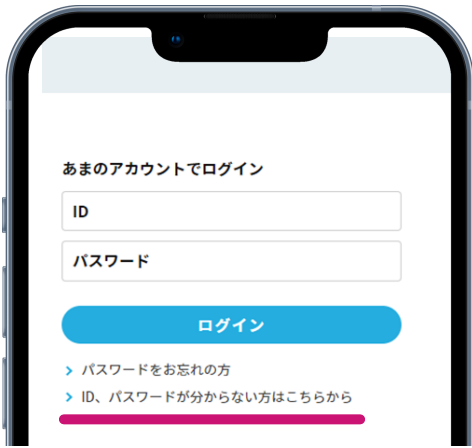 あまのアカウントでログイン
ID
パスワード
ログイン
パスワードをお忘れの方
ID、パスワードが分からない方はこちらから